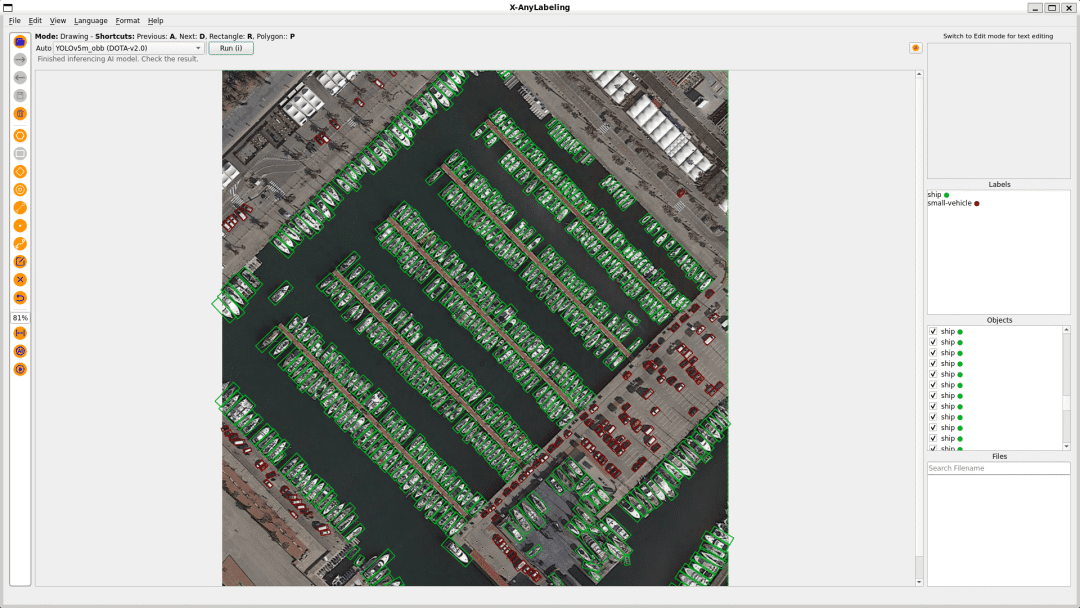 X-AnyLabeling
File Edit View Language Format Help
Mode: Drawing - Shortcuts: Previous: A, Next: D, Rectangle: R, Polygon:: P
Auto YOLOv5m_obb (DOTA-v2.0) Run (i)
Finished inferencing AI model. Check the result.
81%
Switch to Edit mode for text editing
Labels
ship
small-vehicle
Objects
ship
ship
ship
ship
ship
ship
ship
ship
ship
ship
ship
ship
Files
Search Filename